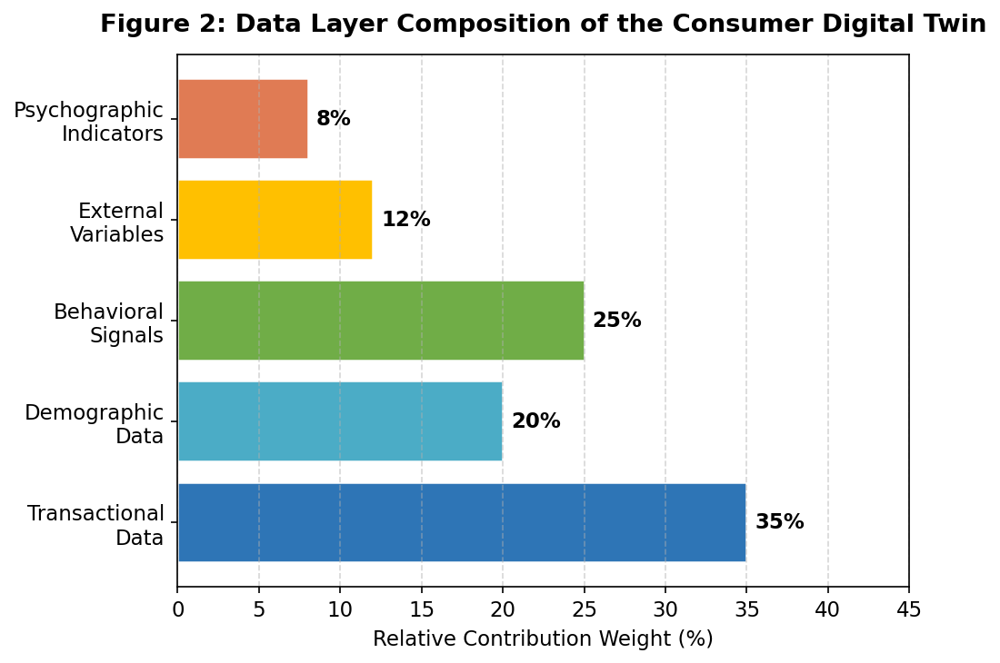 Figure 2: Data Layer Composition of the Consumer Digital Twin
Psychographic
Indicators
8%
External
Variables
12%
Behavioral
Signals
25%
Demographic
Data
20%
Transactional
Data
35%
0 5 10 15 20 25 30 35 40 45
Relative Contribution Weight (%)